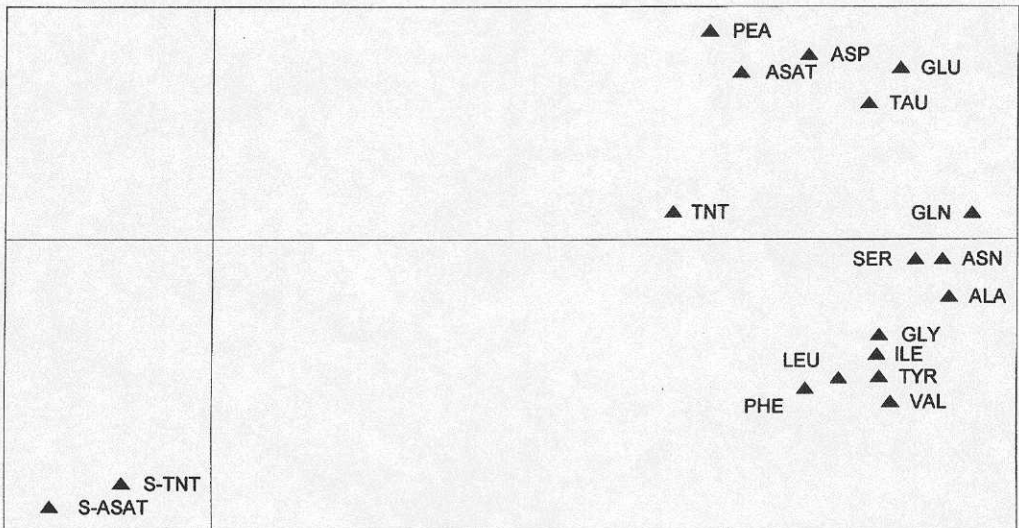 PEA
ASP
ASAT
GLU
TAU
TNT
GLN
SER
ASN
ALA
GLY
ILE
LEU
TYR
PHE
VAL
S-TNT
S-ASAT